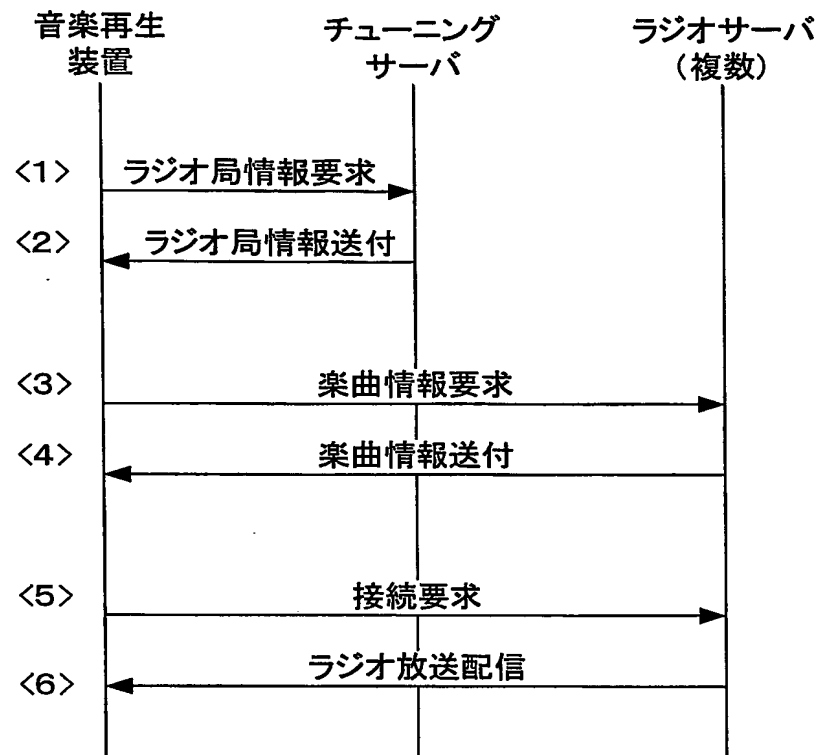 音楽再生
装置
チューニング
サーバ
ラジオサーバ
(複数)
<1> ラジオ局情報要求
<2> ラジオ局情報送付
<3> 楽曲情報要求
<4> 楽曲情報送付
<5> 接続要求
<6> ラジオ放送配信